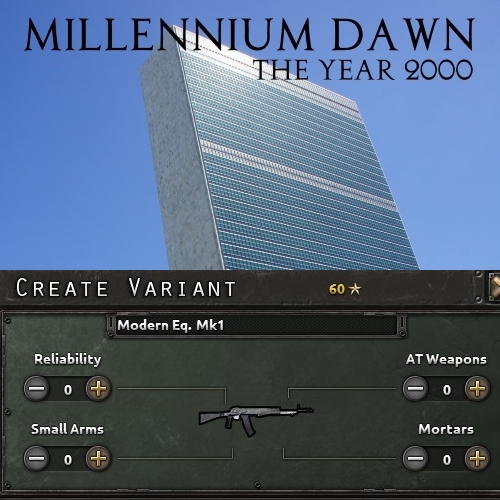 MILLENNIUM DAWN
THE YEAR 2000
CREATE VARIANT 60
Modern Eq. Mk1
Reliability AT Weapons
0 0
Small Arms Mortars
0 0